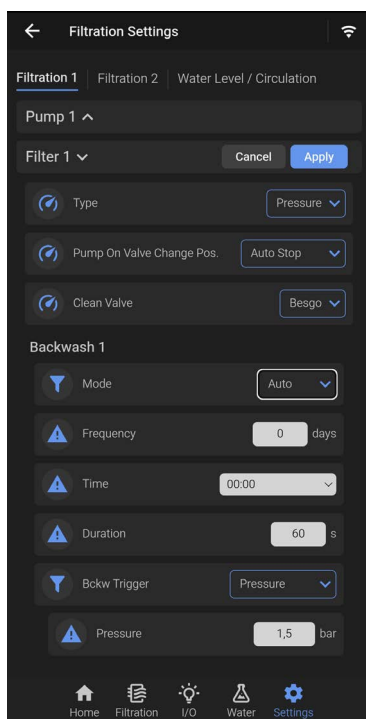 Filtration Settings
Filtration 1 Filtration 2 Water Level / Circulation
Pump 1
Filter 1 Cancel Apply
Type Pressure
Pump On Valve Change Pos. Auto Stop
Clean Valve Besgo
Backwash 1
Mode Auto
Frequency 0 days
Time 00:00
Duration 60 s
Bckw Trigger Pressure
Pressure 1,5 bar
Home Filtration I/O Water Settings